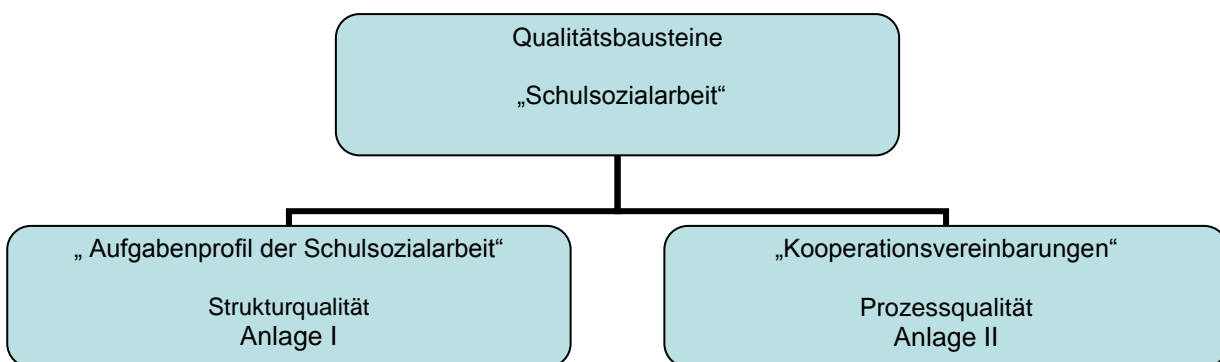 Qualitätsbausteine
„Schulsozialarbeit“
„ Aufgabenprofil der Schulsozialarbeit“
Strukturqualität
Anlage I
„Kooperationsvereinbarungen“
Prozessqualität
Anlage II